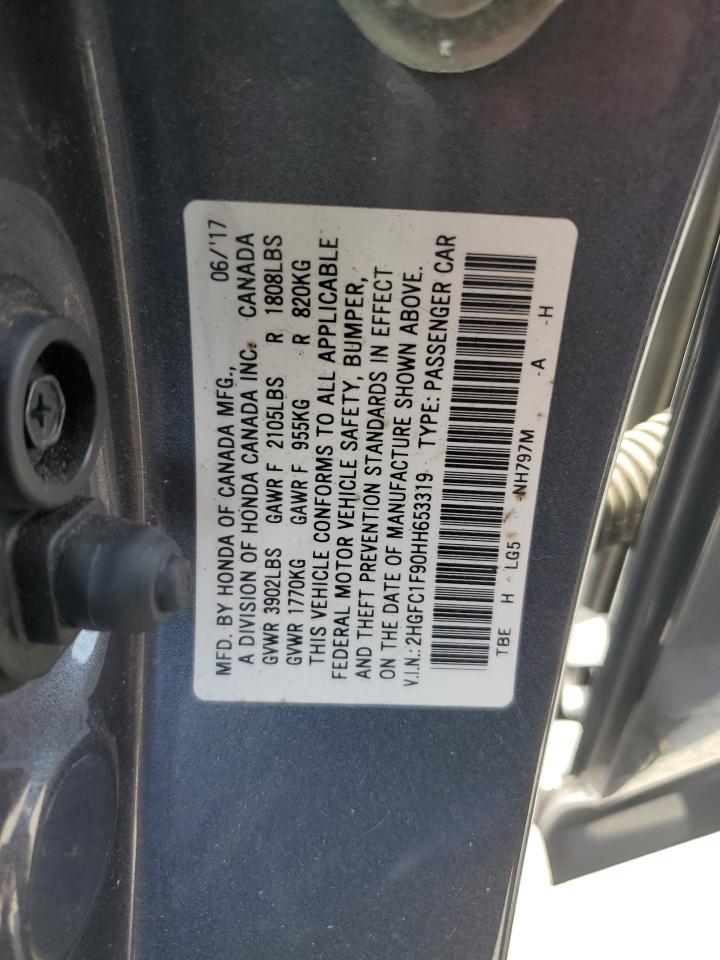 MFD. BY HONDA OF CANADA MFG., 06/'17
A DIVISION OF HONDA CANADA INC. CANADA
GVWR 3902LBS GAWR F 2105LBS R 1808LBS
GVWR 1770KG GAWR F 955KG R 820KG
THIS VEHICLE CONFORMS TO ALL APPLICABLE
FEDERAL MOTOR VEHICLE SAFETY, BUMPER,
AND THEFT PREVENTION STANDARDS IN EFFECT
ON THE DATE OF MANUFACTURE SHOWN ABOVE.
V.I.N.: 2HGFC1F90HH653319 TYPE: PASSENGER CAR
TBE H LG5 NH797M -A -H